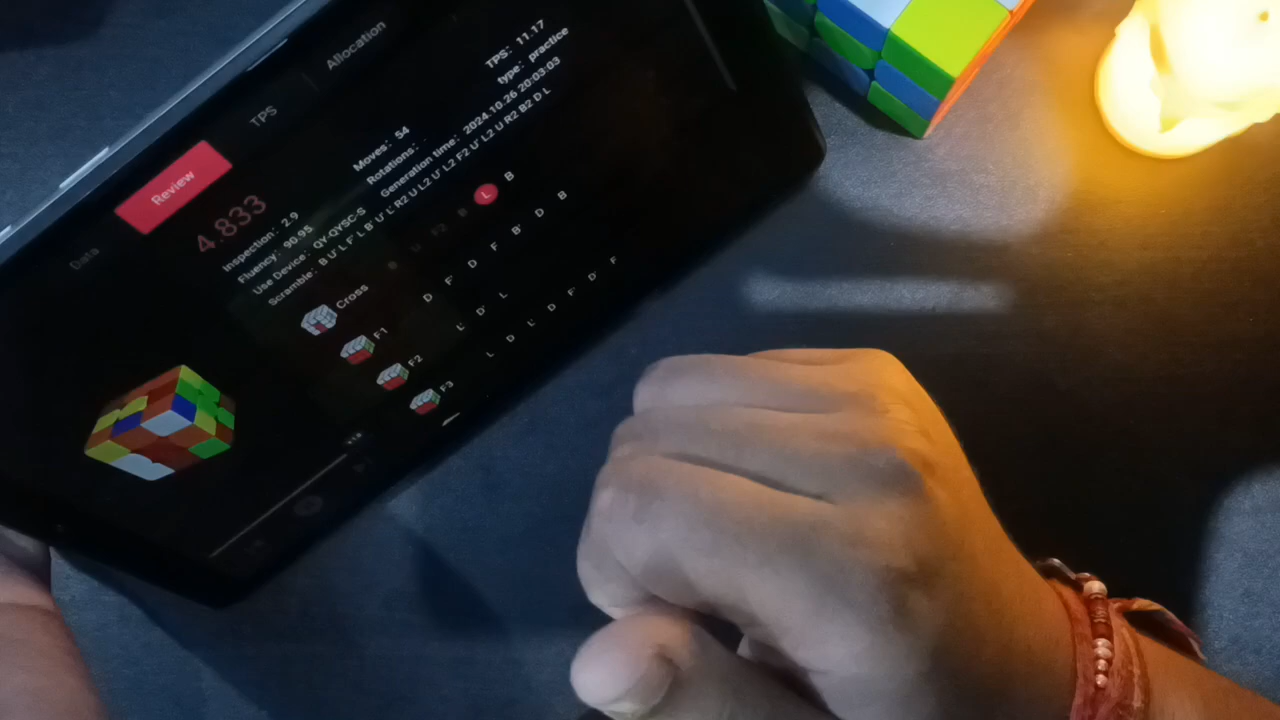 Data Review TPS Allocation
4.833
Inspection: 2.9 Moves: 54 TPS: 11.17
Fluency: 90.95 Rotations: type: practice
Use Device: QY-QYSC-S Generation time: 2024.10.26 20:03:03
Scramble: B U' L F' L B' U' L' R2 U L2 U' L2 F2 U' L2 U R2 B2 D L
Cross U F2 L B
F1 D F' D F B' D B
F2 L' D' L
F3 L D L' D F' D' F